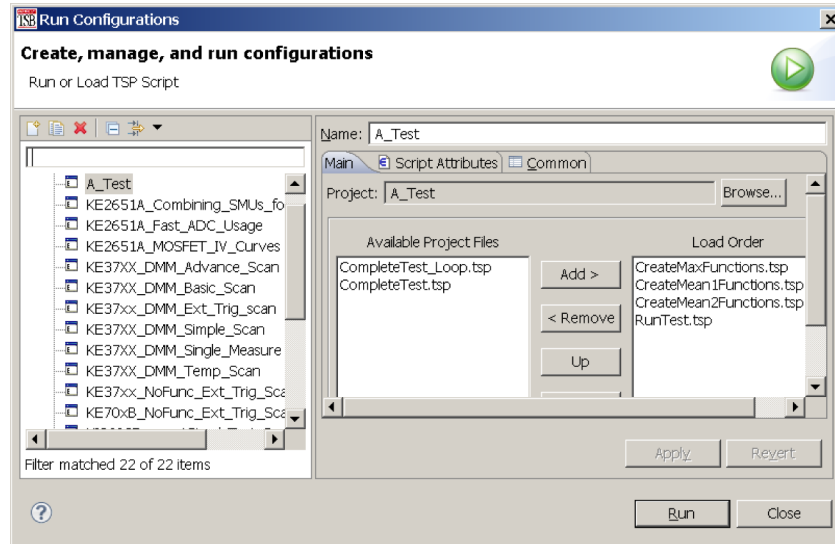 TSB Run Configurations
Create, manage, and run configurations
Run or Load TSP Script
Name: A_Test
Main Script Attributes Common
Project: A_Test Browse...
A_Test
KE2651A_Combining_SMUs_fo
KE2651A_Fast_ADC_Usage
KE2651A_MOSFET_IV_Curves
KE37XX_DMM_Advance_Scan
KE37XX_DMM_Basic_Scan
KE37xx_DMM_Ext_Trig_scan
KE37XX_DMM_Simple_Scan
KE37XX_DMM_Single_Measure
KE37XX_DMM_Temp_Scan
KE37xx_NoFunc_Ext_Trig_Sca
KE70xB_NoFunc_Ext_Trig_Sca
Filter matched 22 of 22 items
Available Project Files
CompleteTest_Loop.tsp
CompleteTest.tsp
Add >
< Remove
Up
Load Order
CreateMaxFunctions.tsp
CreateMean1Functions.tsp
CreateMean2Functions.tsp
RunTest.tsp
Apply Revert
? Run Close